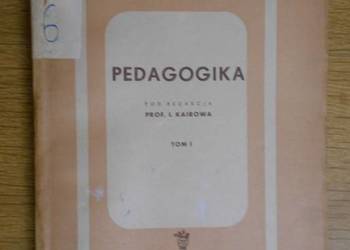 6
PEDAGOGIKA
POD REDAKCJĄ
PROF. I. KAIROWA
TOM I